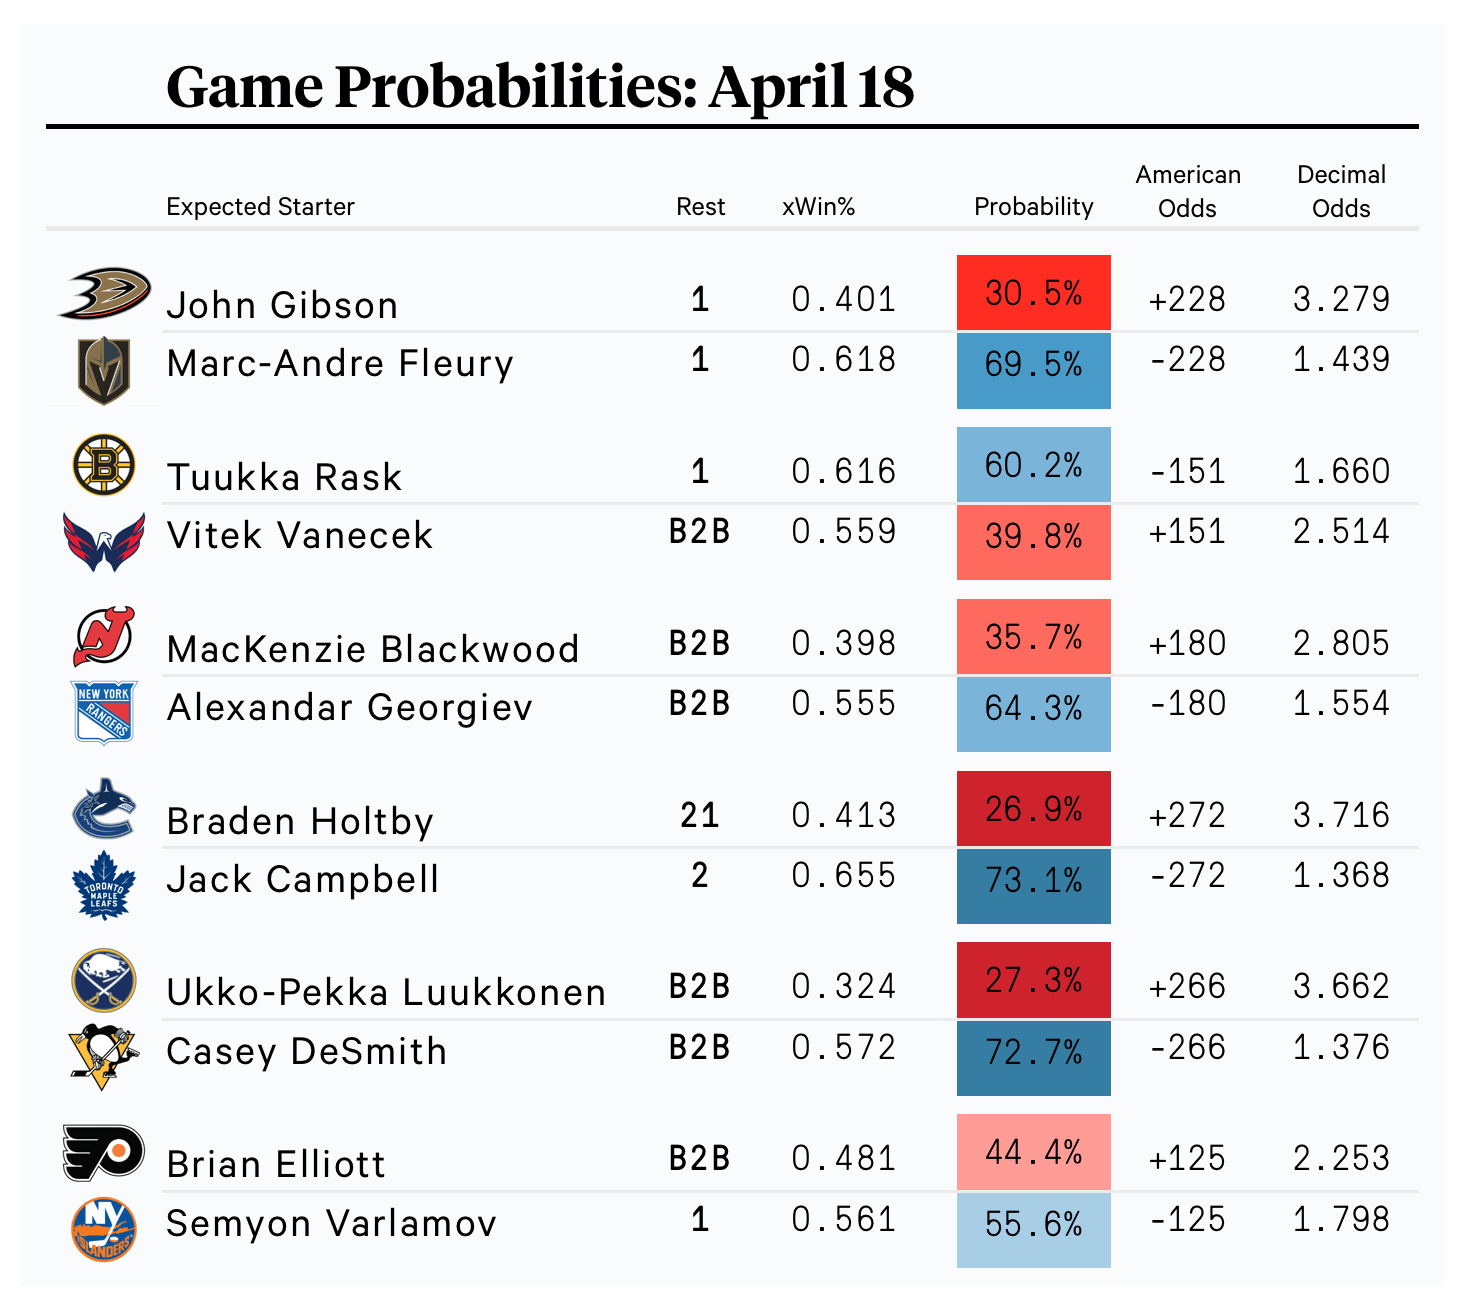 Game Probabilities: April 18
Expected Starter Rest xWin% Probability American Odds Decimal Odds
John Gibson 1 0.401 30.5% +228 3.279
Marc-Andre Fleury 1 0.618 69.5% -228 1.439
B
Tuukka Rask 1 0.616 60.2% -151 1.660
Vitek Vanecek B2B 0.559 39.8% +151 2.514
MacKenzie Blackwood B2B 0.398 35.7% +180 2.805
NEW YORK
RANGERS
Alexandar Georgiev B2B 0.555 64.3% -180 1.554
Braden Holtby 21 0.413 26.9% +272 3.716
TORONTO
MAPLE
LEAFS
Jack Campbell 2 0.655 73.1% -272 1.368
Ukko-Pekka Luukkonen B2B 0.324 27.3% +266 3.662
Casey DeSmith B2B 0.572 72.7% -266 1.376
Brian Elliott B2B 0.481 44.4% +125 2.253
NY
ISLANDERS
Semyon Varlamov 1 0.561 55.6% -125 1.798